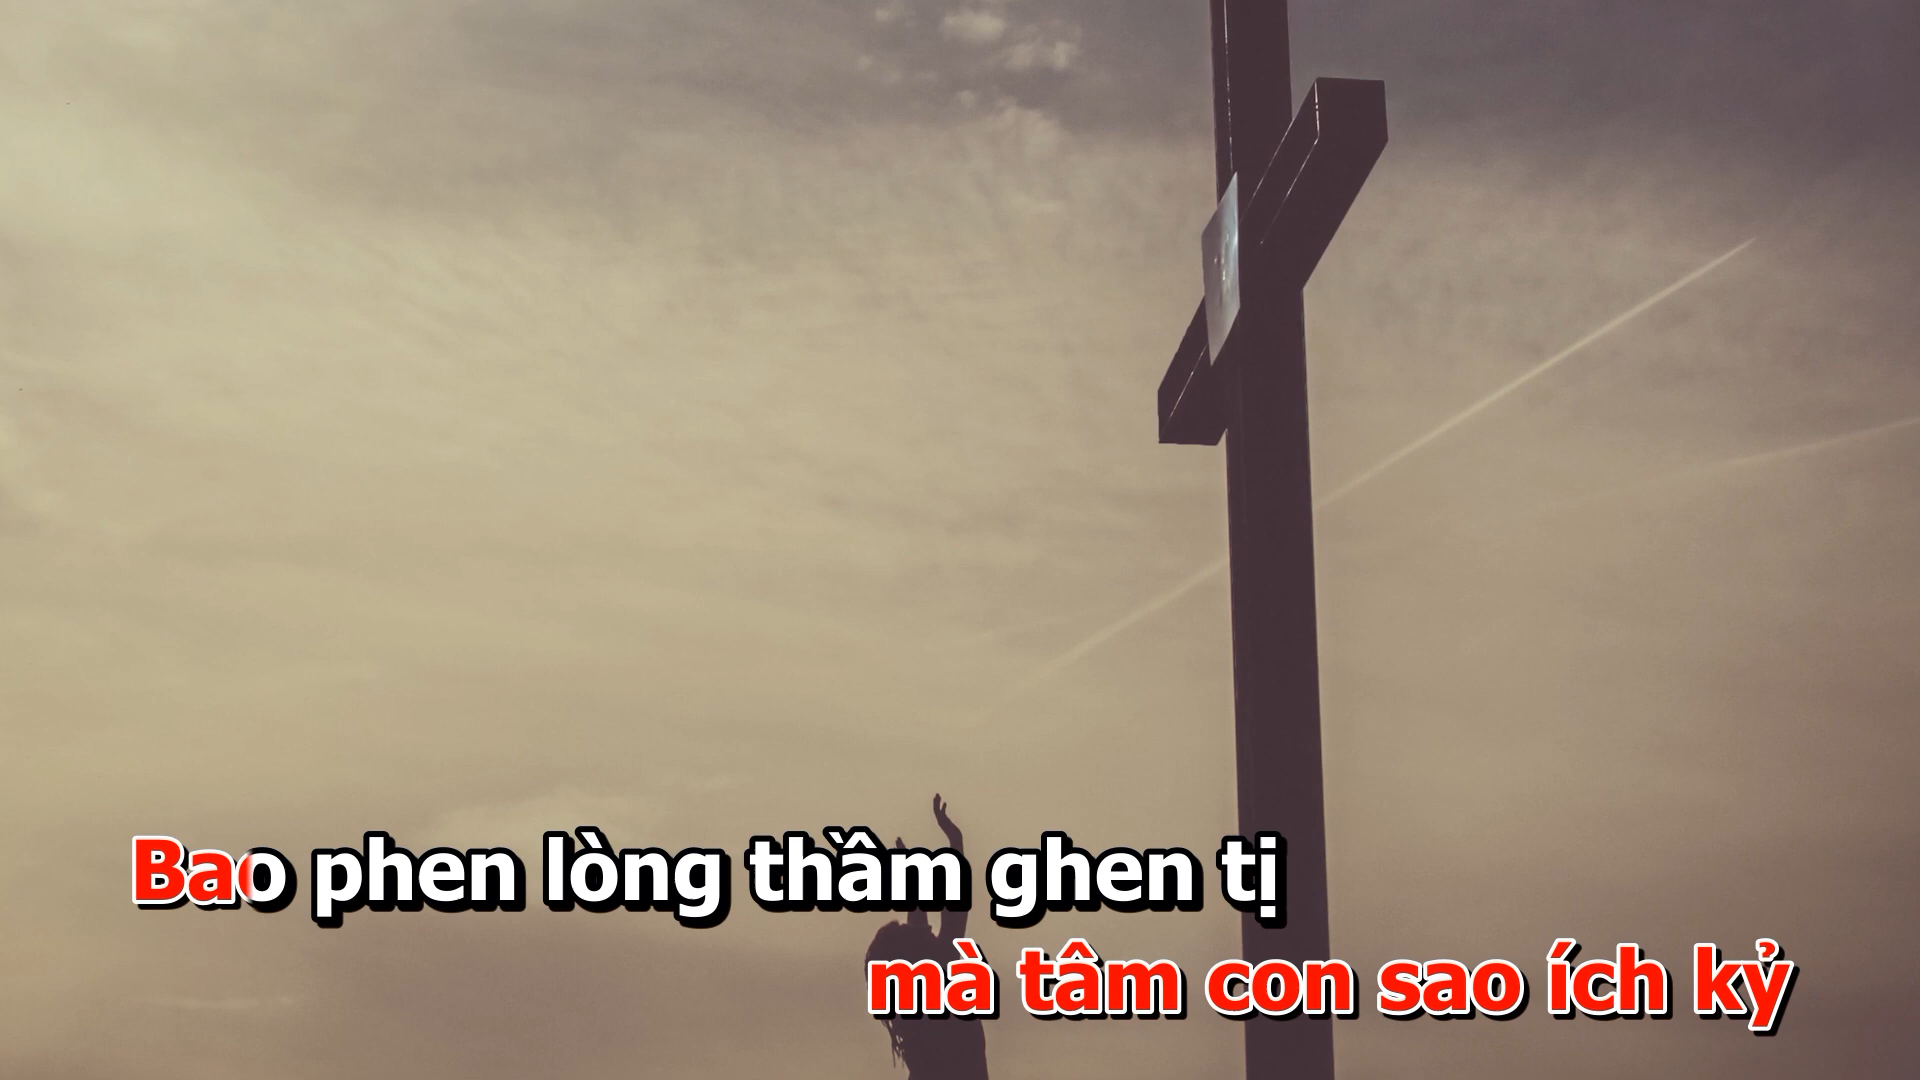 Bao phen lòng thầm ghen tị
mà tâm con sao ích kỷ